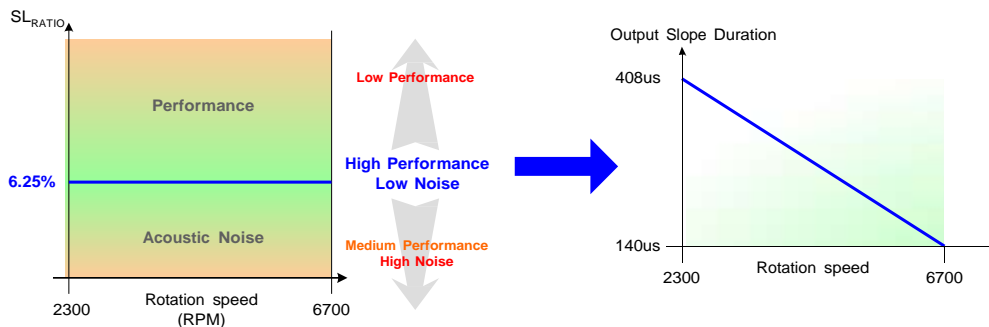 SL_RATIO
Performance
6.25%
Acoustic Noise
2300
Rotation speed
(RPM)
6700
Low Performance
High Performance
Low Noise
Medium Performance
High Noise
Output Slope Duration
408us
140us
2300
Rotation speed
6700